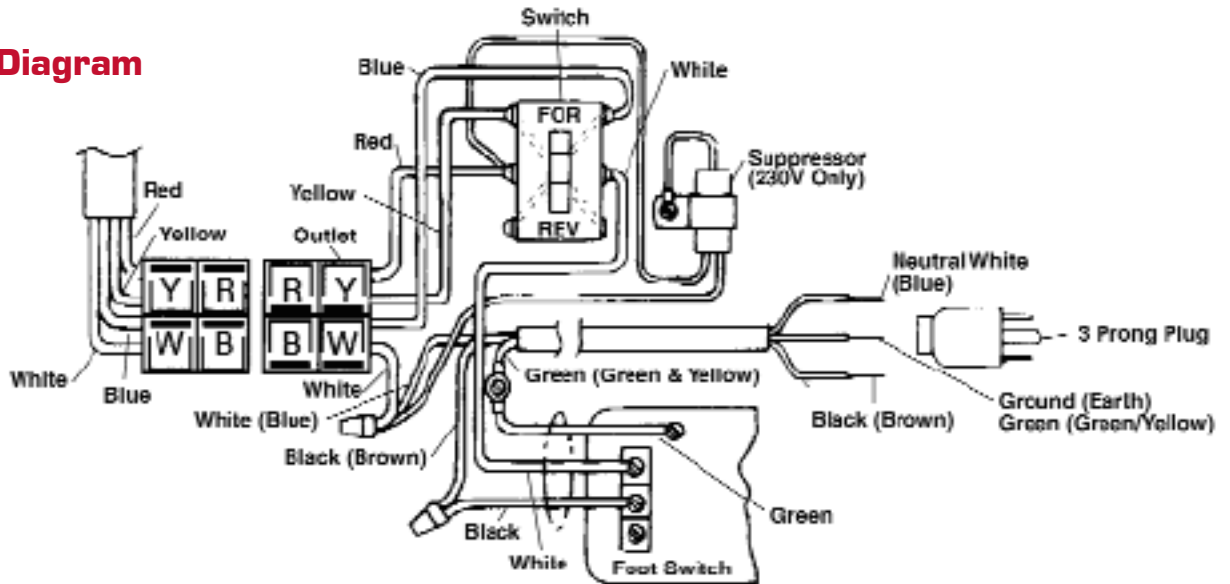 Diagram
Switch
Blue
White
FOR
Red
Suppressor
(230V Only)
Red
Yellow
REV
Yellow
Outlet
Neutral White
(Blue)
Y R
R Y
W B
B W
3 Prong Plug
White
Blue
White
Green (Green & Yellow)
White (Blue)
Black (Brown)
Ground (Earth)
Green (Green/Yellow)
Black (Brown)
Green
Black
White
Foot Switch